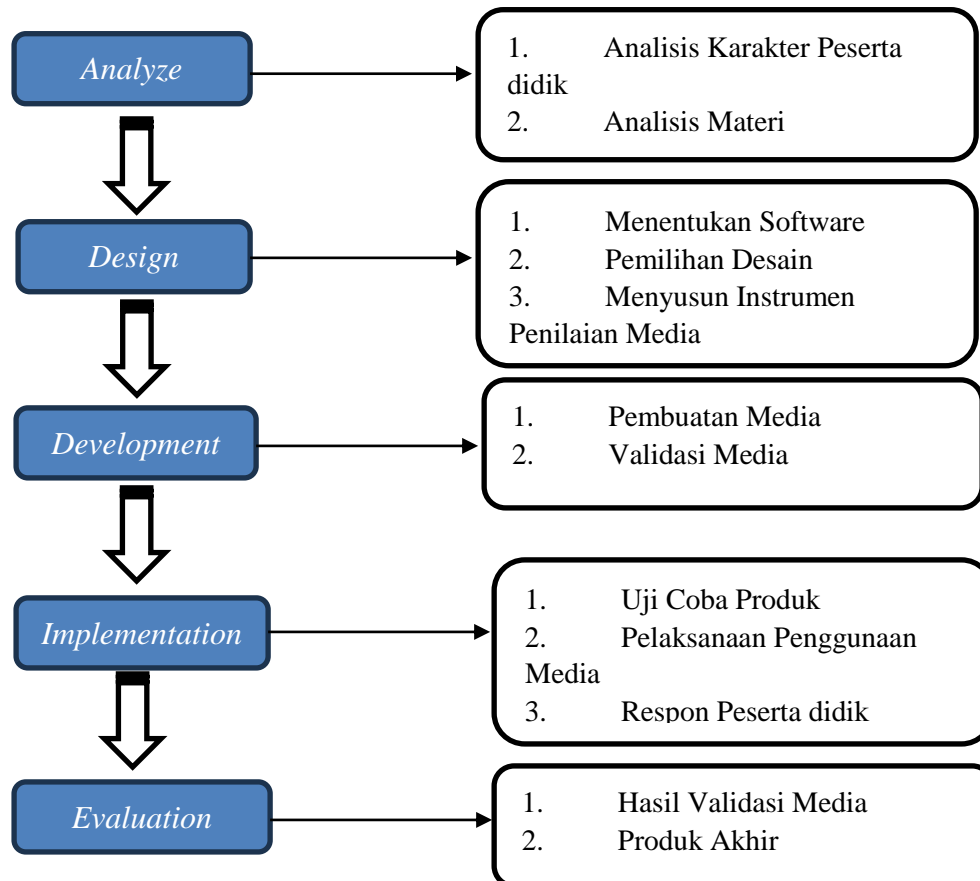 Analyze
1. Analisis Karakter Peserta
didik
2. Analisis Materi
Design
1. Menentukan Software
2. Pemilihan Desain
3. Menyusun Instrumen
Penilaian Media
Development
1. Pembuatan Media
2. Validasi Media
Implementation
1. Uji Coba Produk
2. Pelaksanaan Penggunaan
Media
3. Respon Peserta didik
Evaluation
1. Hasil Validasi Media
2. Produk Akhir